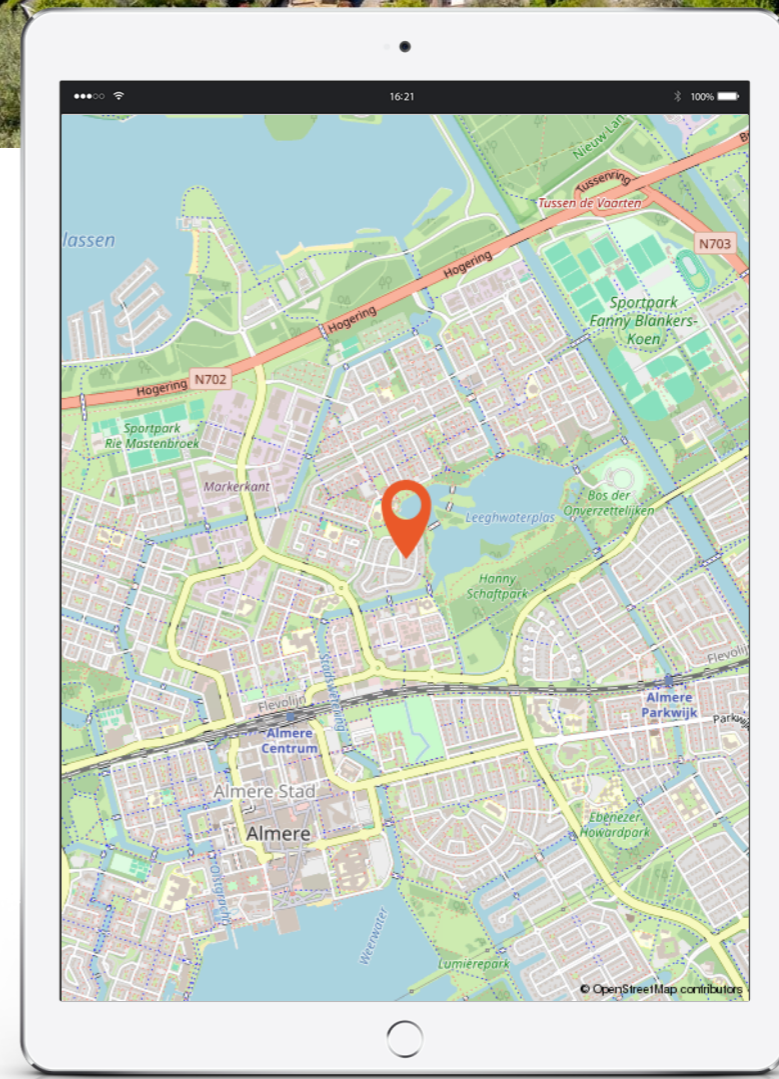 16:21
100%
Nieuw Lan
Tussenring
Tussen de Vaarten
N703
lassen
Hogering
Sportpark
Fanny Blankers-
Koen
Hogering
N702
Hogering
Sportpark
Rie Mastenbroek
Markerkant
Bos der
Onverzettelijken
Leeghwaterplas
Hanny
Schaftpark
Flevolijn
Flevolijn
Almere
Parkwijk
Almere
Centrum
Almere Stad
Almere
Ebenezer
Howardpark
Weerwater
Lumièrepark
© OpenStreetMap contributors